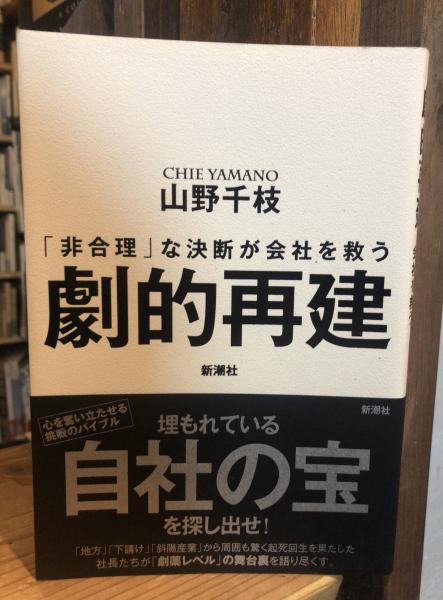 CHIE YAMANO
山野千枝
「非合理」な決断が会社を救う
劇的再建
新潮社
新潮社
心を奮い立たせる
挑戦のバイブル
埋もれている
自社の宝
を探し出せ!
「地方」「下請け」「斜陽産業」から周囲も驚く起死回生を果たした
社長たちが「劇薬レベル」の舞台裏を語り尽くす。